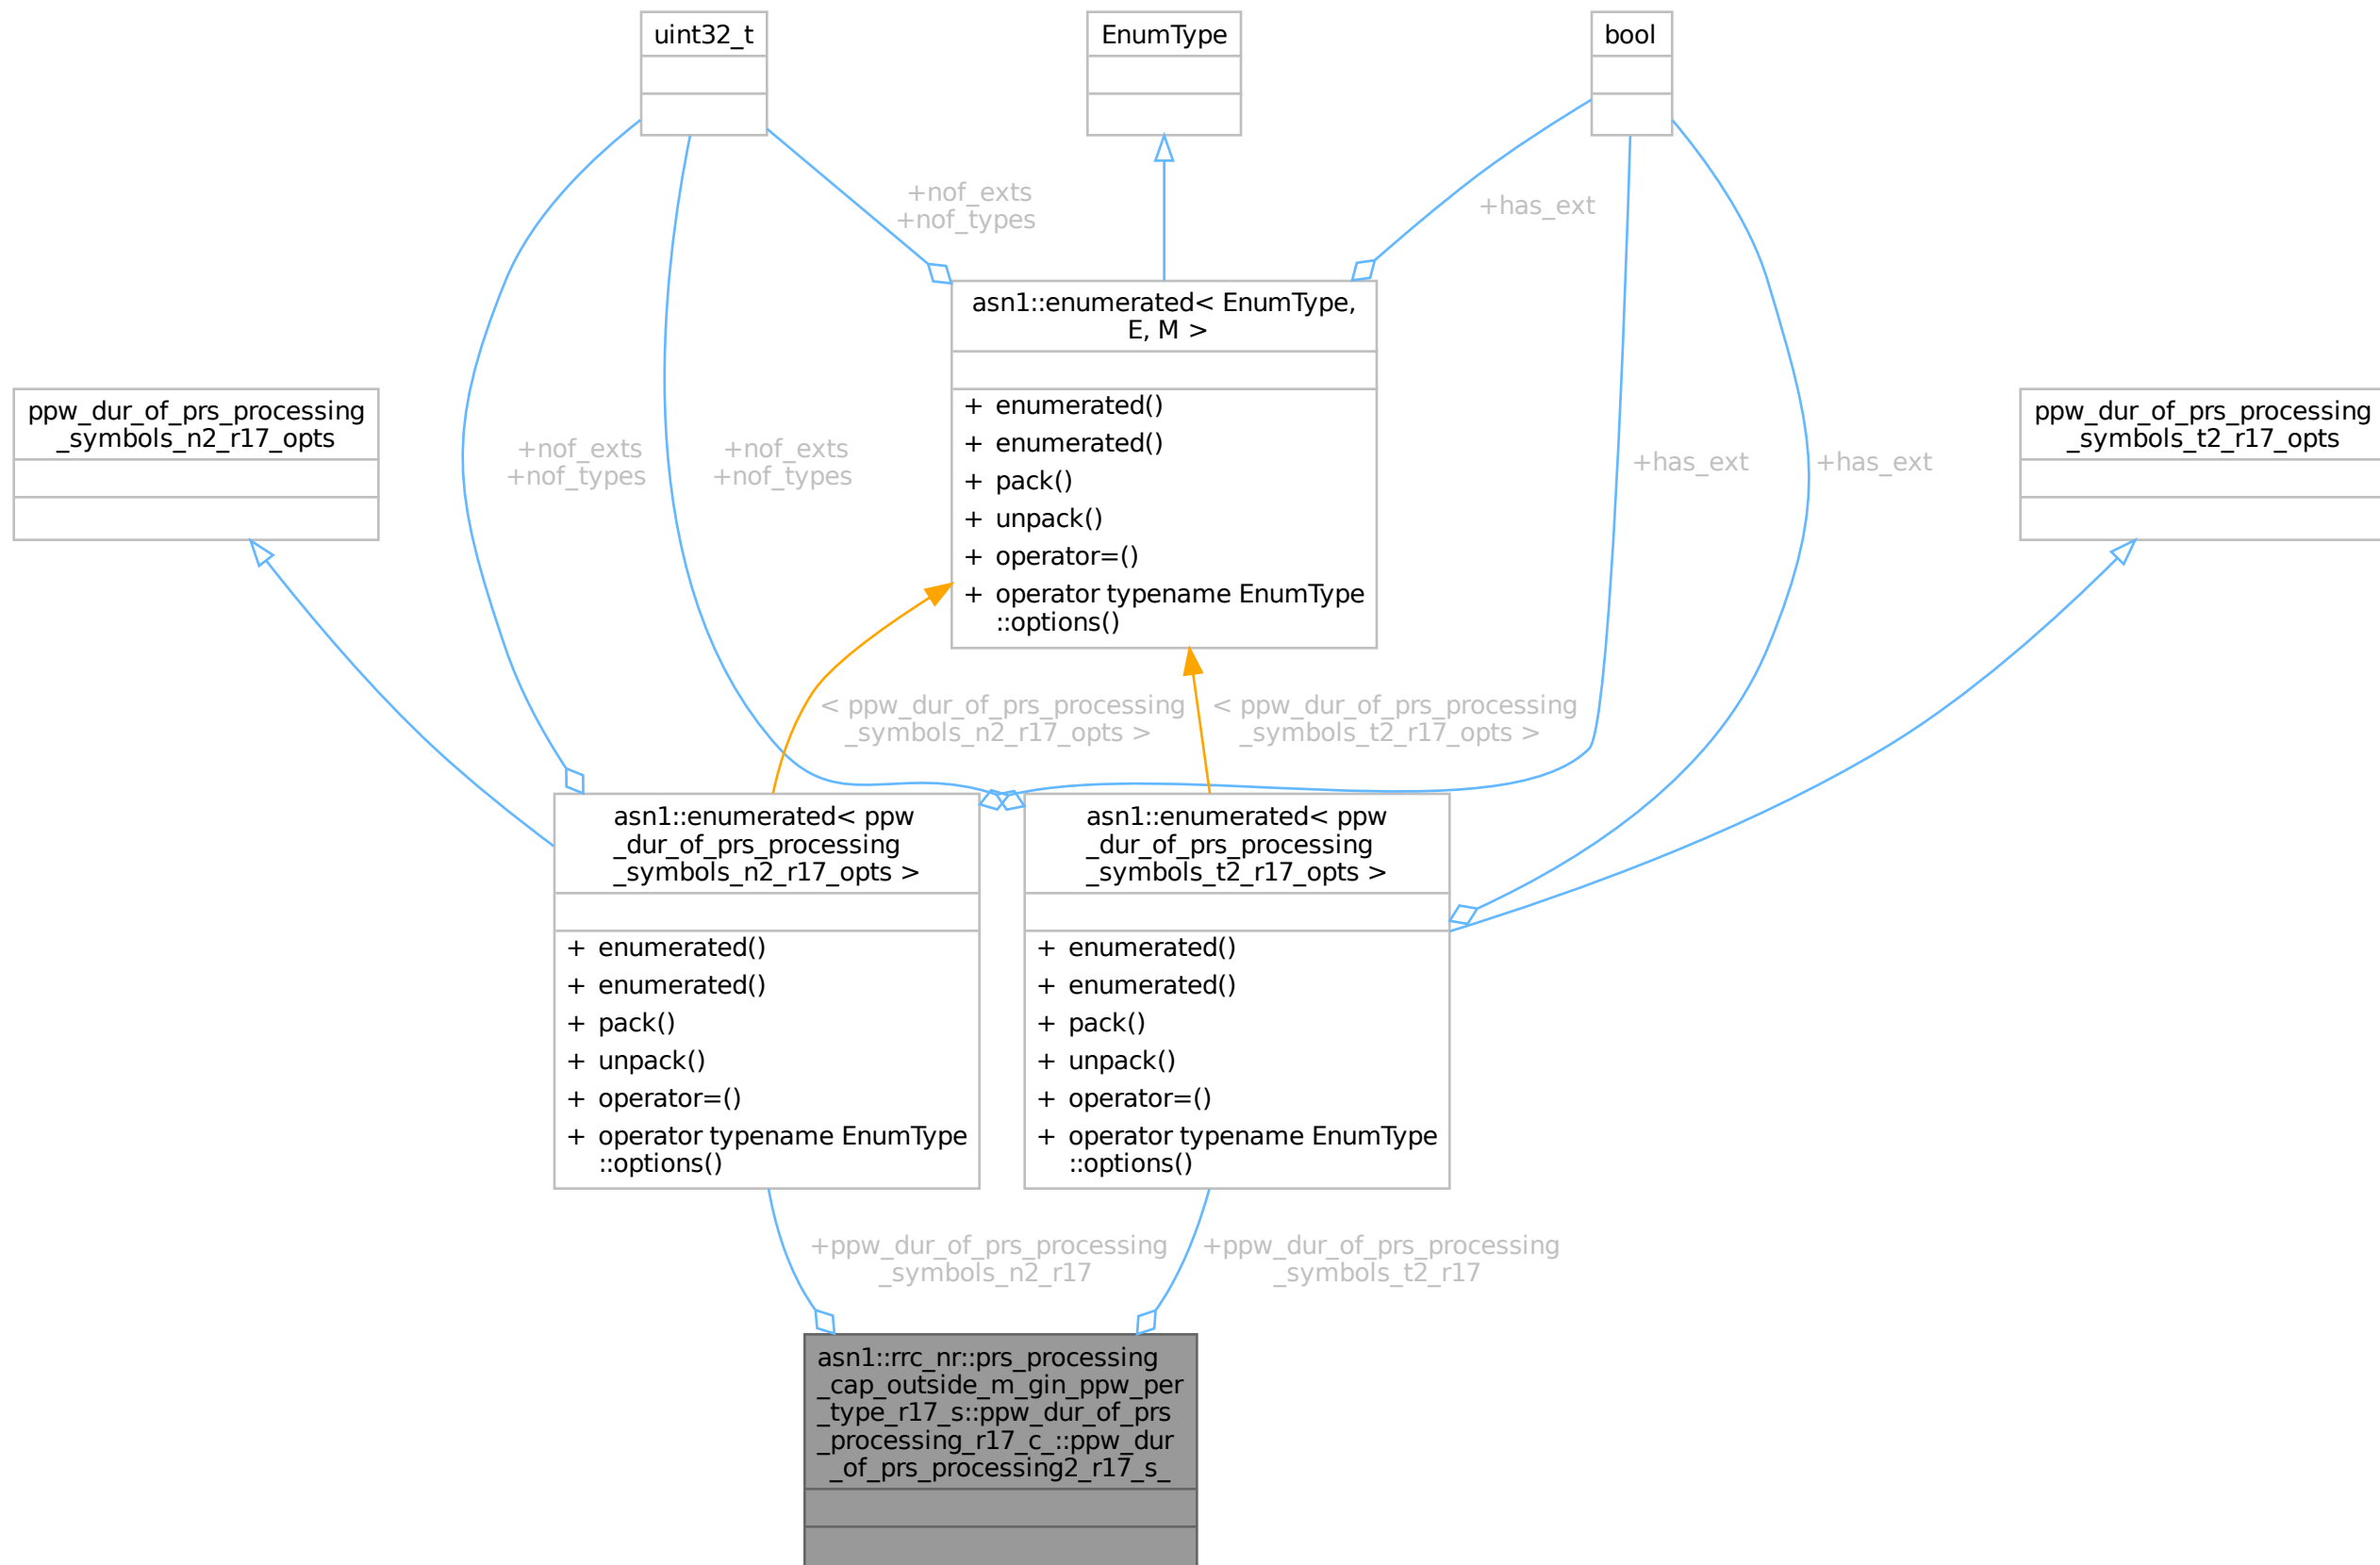 uint32_t
EnumType
bool
+nof_exts
+nof_types
+has_ext
asn1::enumerated< EnumType,
E, M >
+ enumerated()
+ enumerated()
+ pack()
+ unpack()
+ operator=()
+ operator typename EnumType
::options()
ppw_dur_of_prs_processing
_symbols_n2_r17_opts
+nof_exts
+nof_types
+nof_exts
+nof_types
+has_ext
+has_ext
ppw_dur_of_prs_processing
_symbols_t2_r17_opts
< ppw_dur_of_prs_processing
_symbols_n2_r17_opts >
< ppw_dur_of_prs_processing
_symbols_t2_r17_opts >
asn1::enumerated< ppw
_dur_of_prs_processing
_symbols_n2_r17_opts >
+ enumerated()
+ enumerated()
+ pack()
+ unpack()
+ operator=()
+ operator typename EnumType
::options()
asn1::enumerated< ppw
_dur_of_prs_processing
_symbols_t2_r17_opts >
+ enumerated()
+ enumerated()
+ pack()
+ unpack()
+ operator=()
+ operator typename EnumType
::options()
+ppw_dur_of_prs_processing
_symbols_n2_r17
+ppw_dur_of_prs_processing
_symbols_t2_r17
asn1::rrc_nr::prs_processing
_cap_outside_m_gin_ppw_per
_type_r17_s::ppw_dur_of_prs
_processing_r17_c_::ppw_dur
_of_prs_processing2_r17_s_